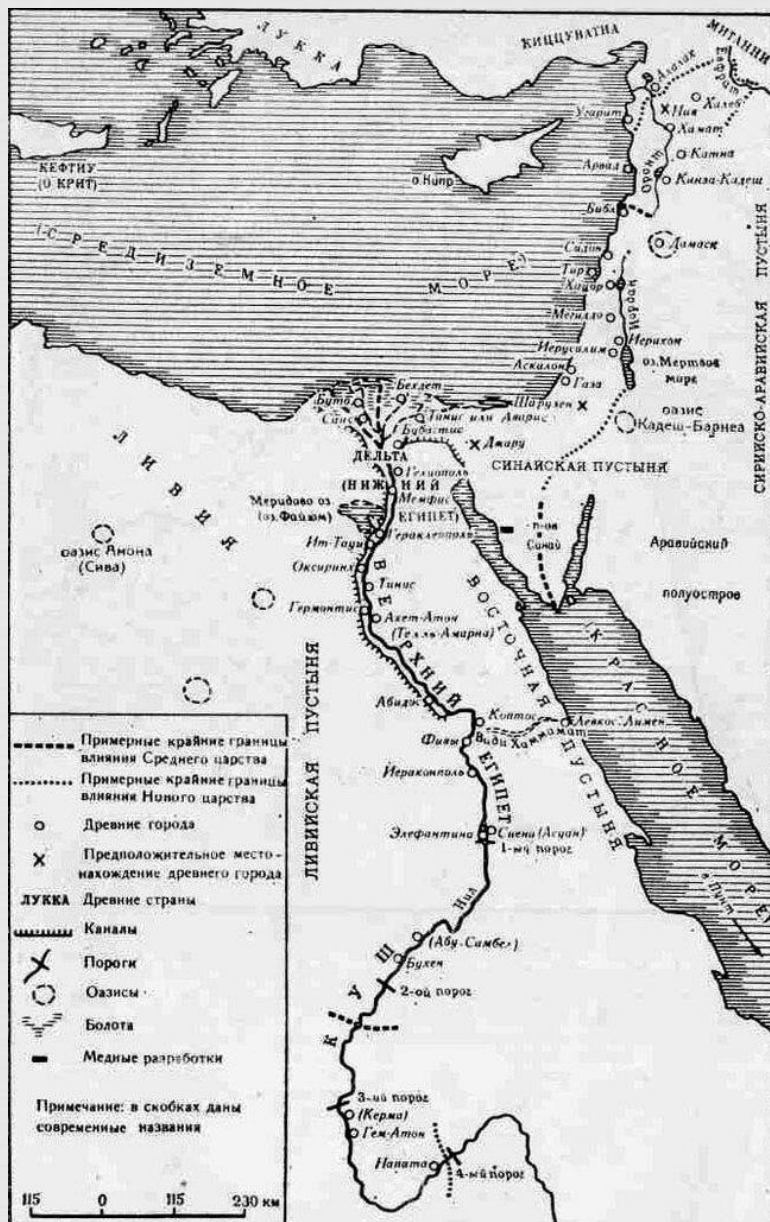 ЛУККА
КИЦЦУВАТНА
МИТАННИ
Евфрат
Алалах
Халеб
Ния
Угарит
Хамат
Катна
Оронт
Арвад
Кинза-Кадеш
КЕФТИУ
(О КРИТ)
о.Кипр
Библ
(СРЕДИЗЕМНОЕ МОРЕ)
Дамаск
Сидон
Тир
Хацор
Иордан
Мегиддо
Иерихон
Иерусалим
оз.Мертвое
море
Аскалон
Газа
СИРИЙСКО-АРАВИЙСКАЯ ПУСТЫНЯ
Бехдет
Буто
Шарухен
Саис
Танис или Аварис
оазис
Кадеш-Барнеа
Бубастис
Джару
ДЕЛЬТА
СИНАЙСКАЯ ПУСТЫНЯ
ЛИВИЯ
Гелиополь
(НИЖНИЙ
Мемфис
ЕГИПЕТ)
Меридово оз.
(оз.Файюм)
п-ов
Синай
Гераклеополь
оазис Амона
(Сива)
Ит-Тауи
Аравийский
полуостров
Оксиринх
Тинис
Гермонтис
Ахет-Атон
(Телль-Амарна)
ВЕРХНИЙ ЕГИПЕТ
ВОСТОЧНАЯ ПУСТЫНЯ
(КРАСНОЕ МОРЕ)
Абидж
ЛИВИЙСКАЯ ПУСТЫНЯ
Коптос
Левкос Лимен
Вади Хаммамат
Фивы
Иераконполь
Элефантина
Сиена (Асуан)
1-ый порог
в Пунт
Нил
(Абу-Самбел)
Бухен
КУШ
2-ой порог
3-ий порог
(Керма)
Гем-Атон
Напата
4-ый порог
Примерные крайние границы
влияния Среднего царства
Примерные крайние границы
влияния Нового царства
Древние города
Предположительное место-
нахождение древнего города
ЛУККА Древние страны
Каналы
Пороги
Оазисы
Болота
Медные разработки
Примечание: в скобках даны
современные названия
115 0 115 230 км